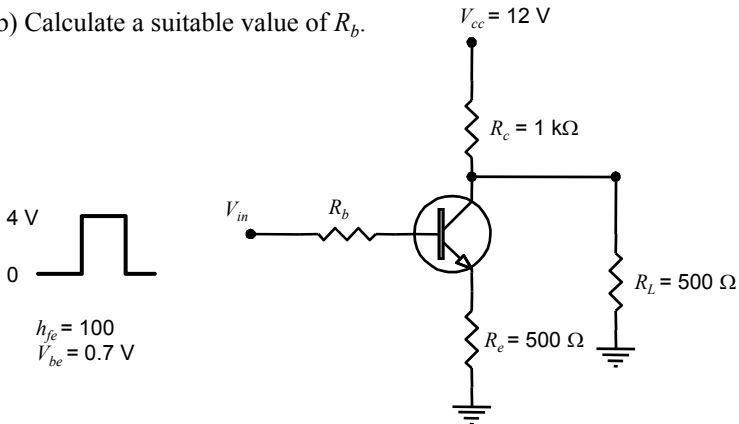 b) Calculate a suitable value of R_b.
V_cc = 12 V
R_c = 1 kΩ
V_in
R_b
4 V
0
R_L = 500 Ω
h_fe = 100
V_be = 0.7 V
R_e = 500 Ω